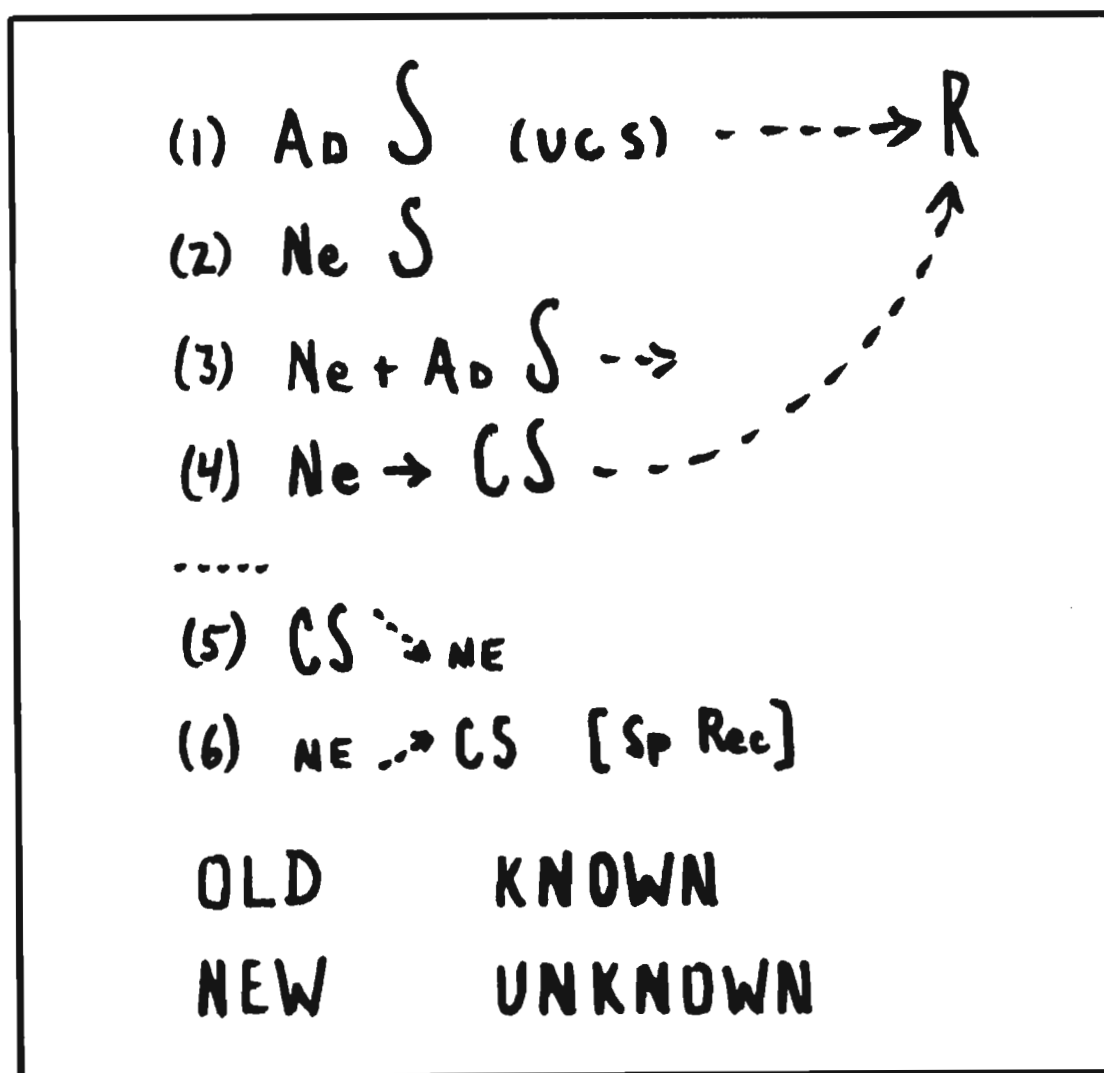 (1) AD S (UCS) -----> R
(2) Ne S
(3) Ne + AD S -->
(4) Ne → CS
.....
(5) CS NE
(6) NE CS [Sp Rec]
OLD KNOWN
NEW UNKNOWN